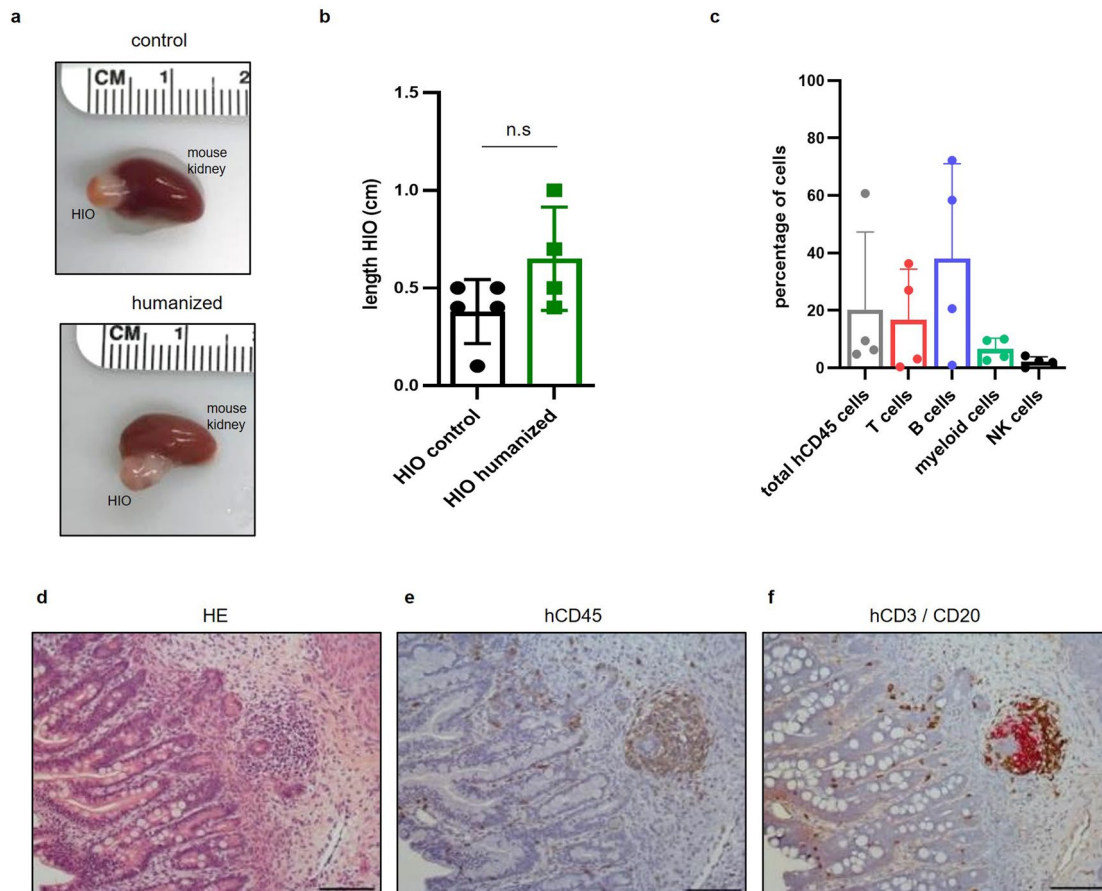 a
control
CM 1 2
mouse
kidney
HIO
humanized
CM 1
mouse
kidney
HIO
b
length HIO (cm)
1.5
1.0
0.5
0.0
n.s
HIO control
HIO humanized
c
percentage of cells
100
80
60
40
20
0
total hCD45 cells
T cells
B cells
myeloid cells
NK cells
d
HE
e
hCD45
f
hCD3 / CD20